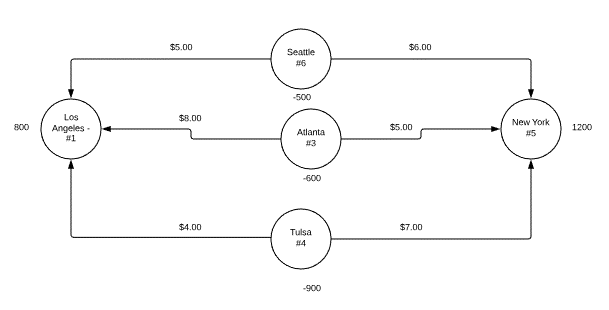 $5.00
Seattle
#6
$6.00
-500
800
Los
Angeles -
#1
$8.00
Atlanta
#3
$5.00
New York
#5
1200
-600
$4.00
Tulsa
#4
$7.00
-900